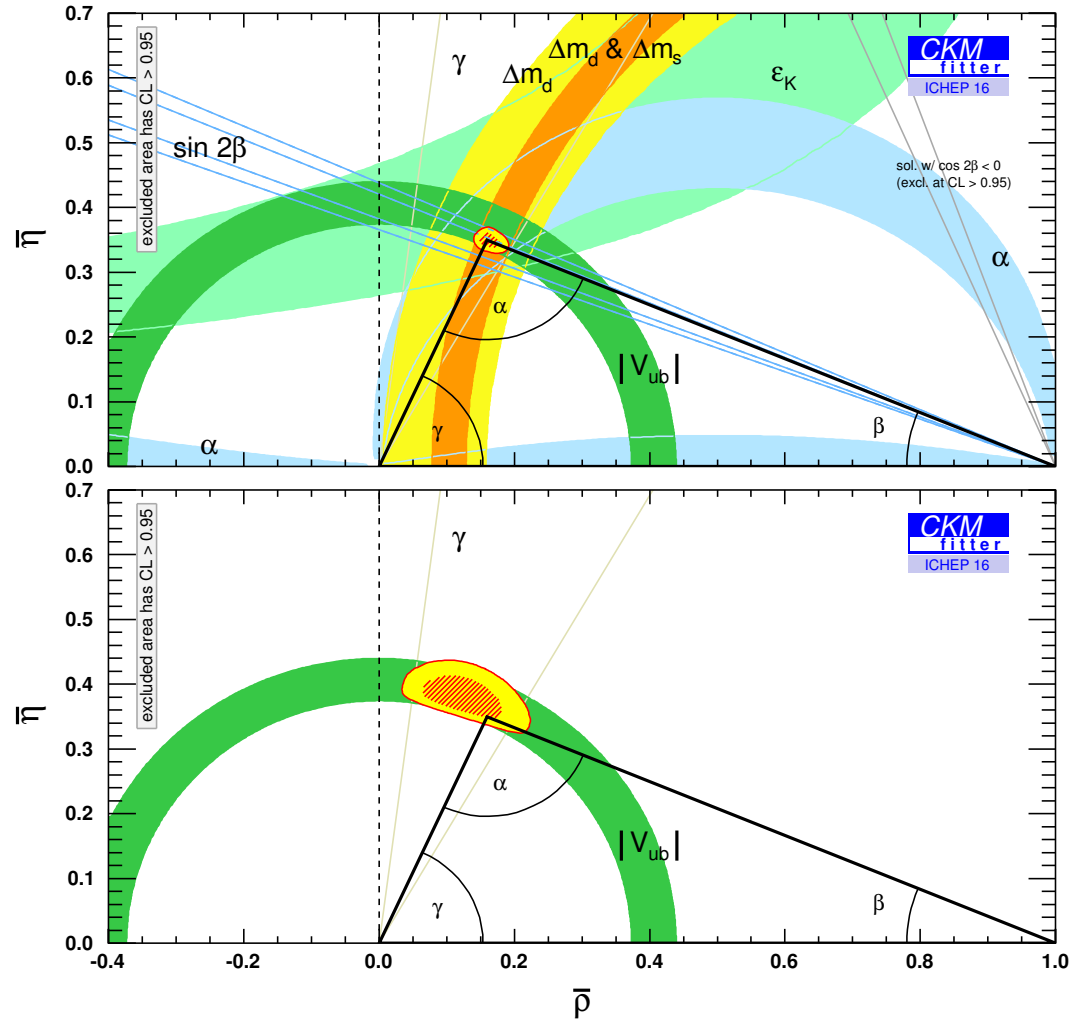 0.7
0.6
0.5
0.4
0.3
0.2
0.1
0.0
η̅
excluded area has CL > 0.95
γ
Δm_d
Δm_d & Δm_s
ε_K
CKM
fitter
ICHEP 16
sin 2β
sol. w/ cos 2β < 0
(excl. at CL > 0.95)
α
α
|V_ub|
β
γ
α
0.7
0.6
0.5
0.4
0.3
0.2
0.1
0.0
η̅
excluded area has CL > 0.95
γ
CKM
fitter
ICHEP 16
α
|V_ub|
γ
β
-0.4
-0.2
0.0
0.2
0.4
0.6
0.8
1.0
ρ̅